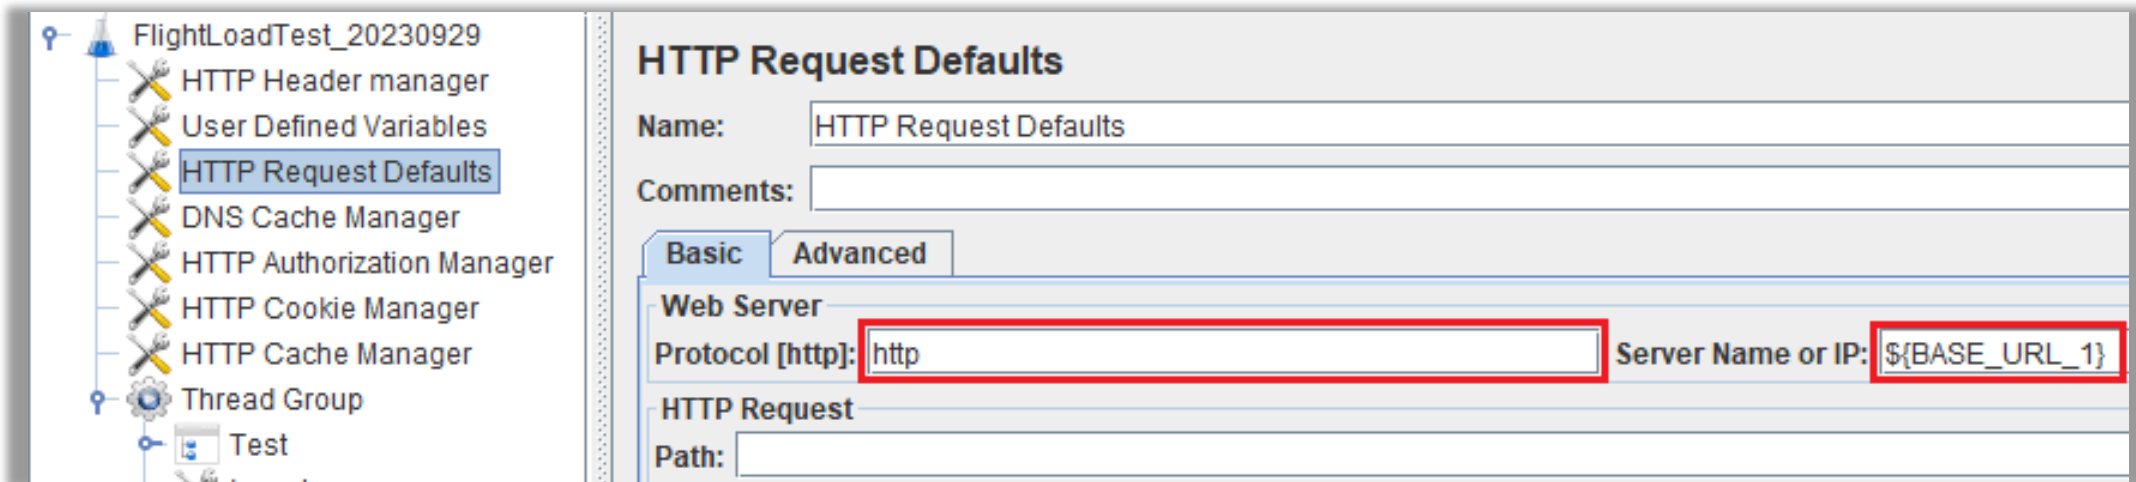 FlightLoadTest_20230929
HTTP Header manager
User Defined Variables
HTTP Request Defaults
DNS Cache Manager
HTTP Authorization Manager
HTTP Cookie Manager
HTTP Cache Manager
Thread Group
Test
HTTP Request Defaults
Name: HTTP Request Defaults
Comments:
Basic Advanced
Web Server
Protocol [http]: http Server Name or IP: ${BASE_URL_1}
HTTP Request
Path: